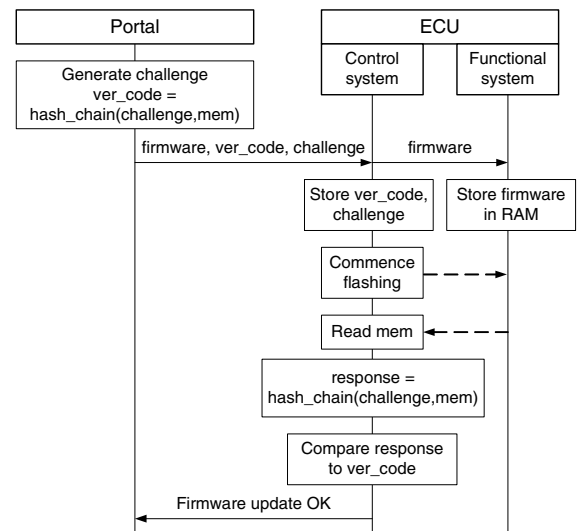 Portal
ECU
Control
system
Functional
system
Generate challenge
ver_code =
hash_chain(challenge,mem)
firmware, ver_code, challenge
firmware
Store ver_code,
challenge
Store firmware
in RAM
Commence
flashing
Read mem
response =
hash_chain(challenge,mem)
Compare response
to ver_code
Firmware update OK